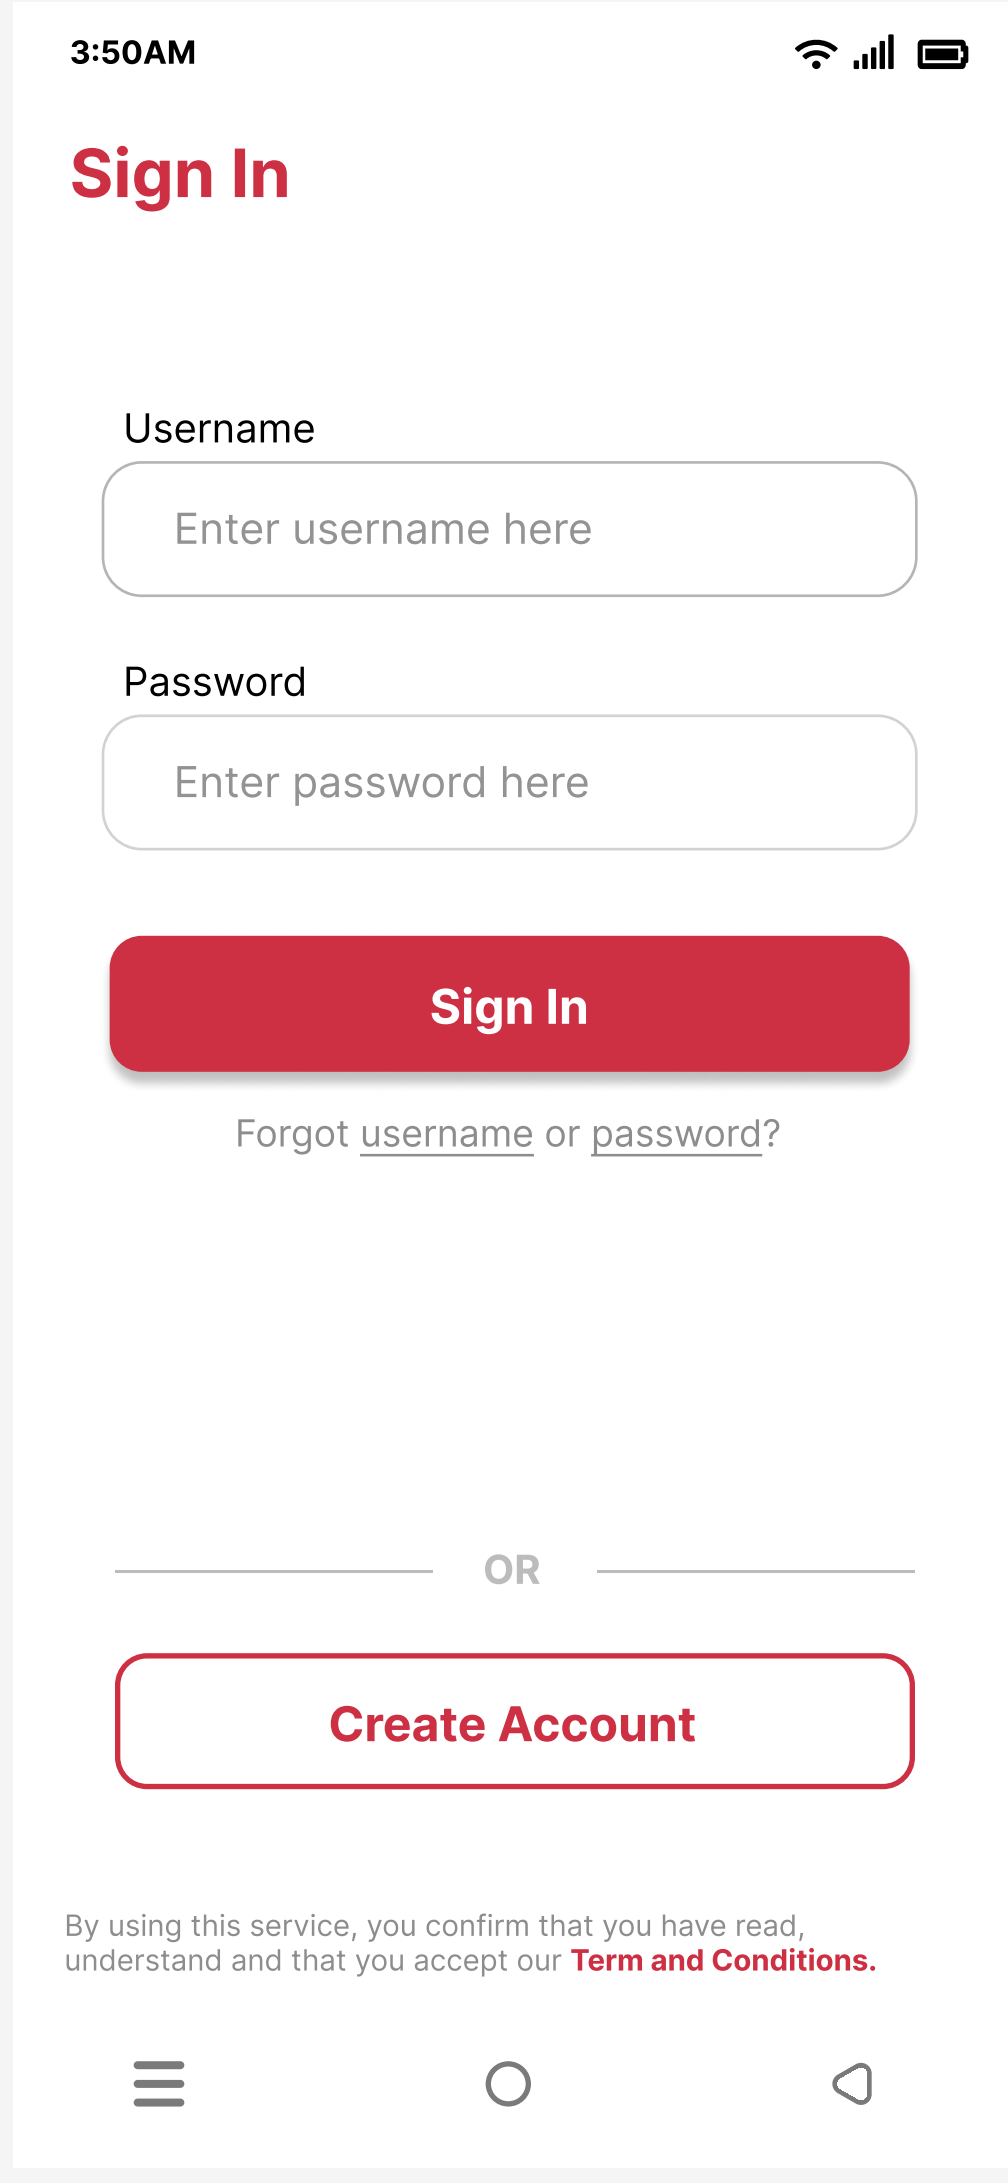 3:50AM
Sign In
Username
Enter username here
Password
Enter password here
Sign In
Forgot username or password?
OR
Create Account
By using this service, you confirm that you have read,
understand and that you accept our Term and Conditions.